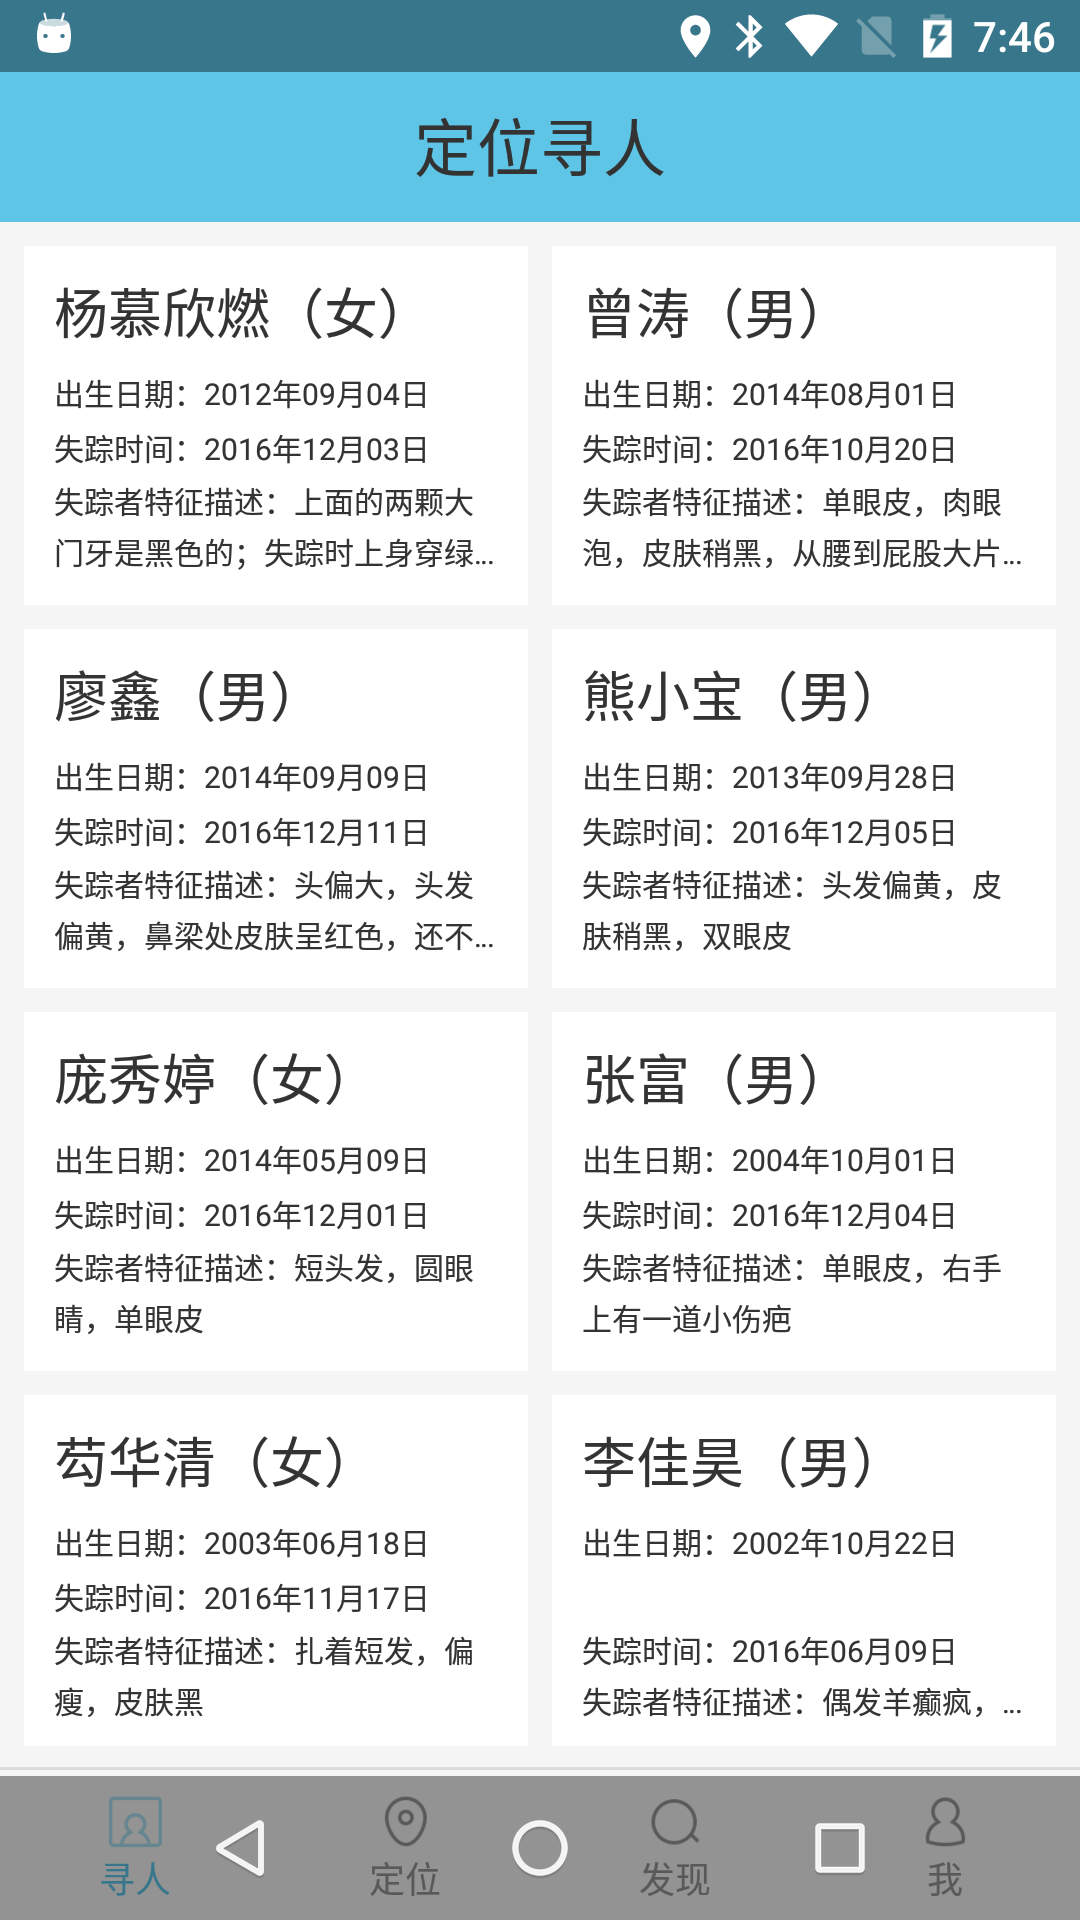 7:46
定位寻人
杨慕欣燃（女）
出生日期：2012年09月04日
失踪时间：2016年12月03日
失踪者特征描述：上面的两颗大
门牙是黑色的；失踪时上身穿绿...
曾涛（男）
出生日期：2014年08月01日
失踪时间：2016年10月20日
失踪者特征描述：单眼皮，肉眼
泡，皮肤稍黑，从腰到屁股大片...
廖鑫（男）
出生日期：2014年09月09日
失踪时间：2016年12月11日
失踪者特征描述：头偏大，头发
偏黄，鼻梁处皮肤呈红色，还不...
熊小宝（男）
出生日期：2013年09月28日
失踪时间：2016年12月05日
失踪者特征描述：头发偏黄，皮
肤稍黑，双眼皮
庞秀婷（女）
出生日期：2014年05月09日
失踪时间：2016年12月01日
失踪者特征描述：短头发，圆眼
睛，单眼皮
张富（男）
出生日期：2004年10月01日
失踪时间：2016年12月04日
失踪者特征描述：单眼皮，右手
上有一道小伤疤
芶华清（女）
出生日期：2003年06月18日
失踪时间：2016年11月17日
失踪者特征描述：扎着短发，偏
瘦，皮肤黑
李佳昊（男）
出生日期：2002年10月22日
失踪时间：2016年06月09日
失踪者特征描述：偶发羊癫疯，...
寻人
定位
发现
我